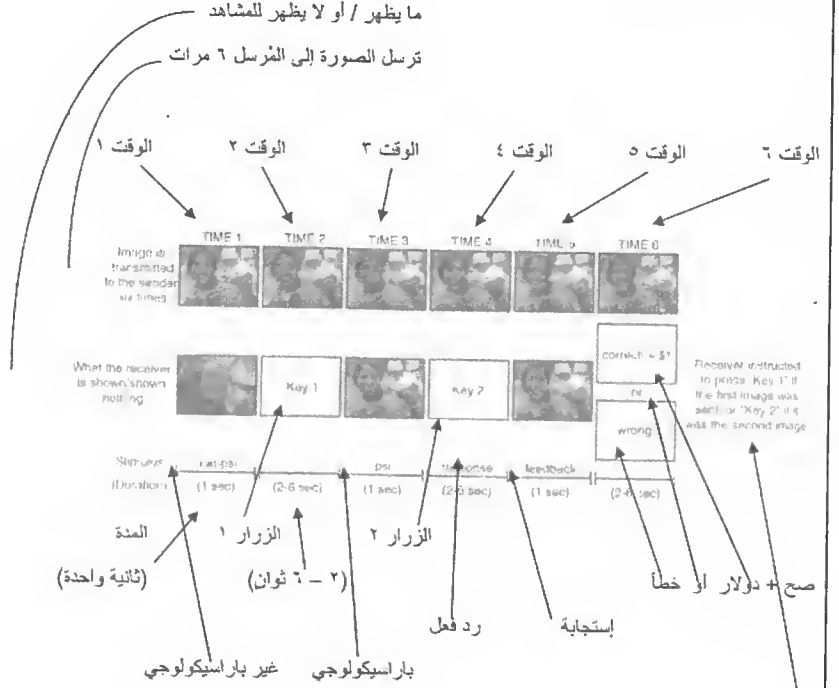 ما يظهر / أو لا يظهر للمشاهد
ترسل الصورة إلى المُرسل ٦ مرات
الوقت ١ الوقت ٢ الوقت ٣ الوقت ٤ الوقت ٥ الوقت ٦
TIME 1 TIME 2 TIME 3 TIME 4 TIME 5 TIME 6
Image is
transmitted
to the sender
six times
What the receiver
is shown/shown
nothing
Key 1
Key 2
correct + $1
or
wrong
Receiver instructed
to press "Key 1" if
the first image was
sent, or "Key 2" if it
was the second image
Stimulus psi response feedback
(Duration) (1 sec) (2-6 sec) (1 sec) (1 sec)
المدة الزرار ١ الزرار ٢
(ثانية واحدة) (٢ – ٦ ثوان) صح + دولار أو خطأ
رد فعل إستجابة
غير باراسيكولوجي باراسيكولوجي